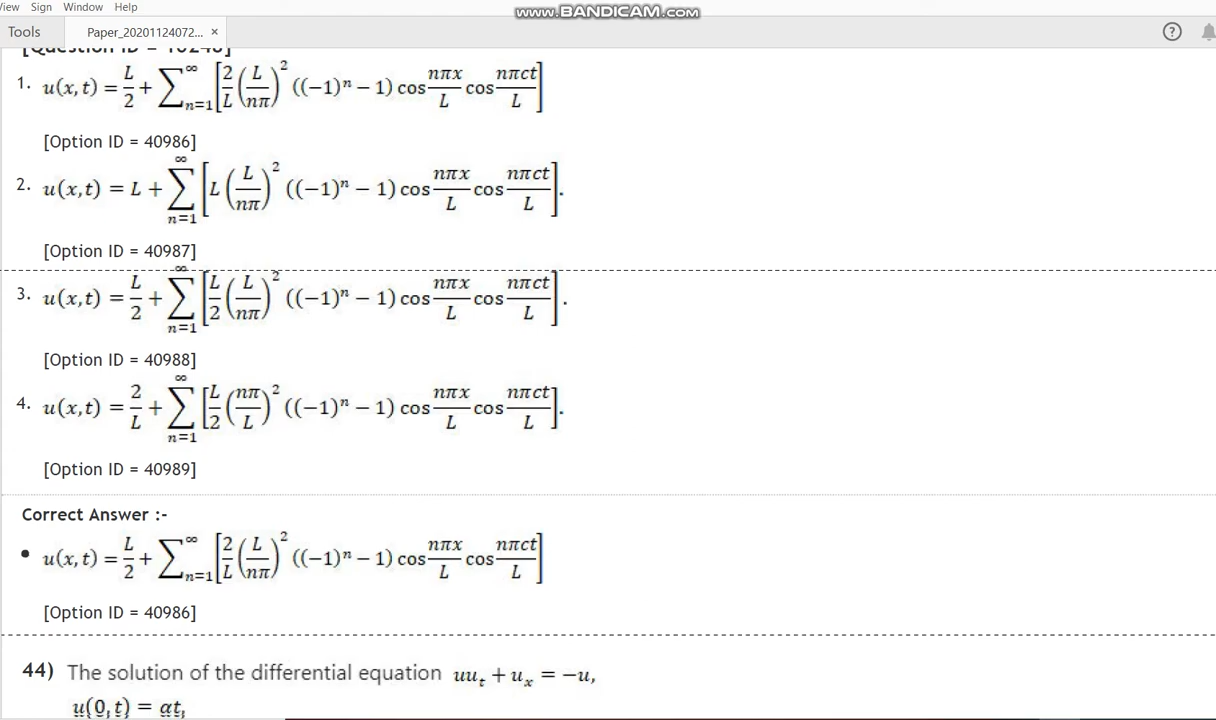 View Sign Window Help
www.BANDICAM.com
Tools Paper_20201124072... × ?
[Question ID = 10248]
1. u(x,t) = L/2 + ∑_{n=1}^{∞} [2/L (L/nπ)^2 ((−1)^n − 1) cos nπx/L cos nπct/L]
[Option ID = 40986]
2. u(x,t) = L + ∑_{n=1}^{∞} [L (L/nπ)^2 ((−1)^n − 1) cos nπx/L cos nπct/L].
[Option ID = 40987]
3. u(x,t) = L/2 + ∑_{n=1}^{∞} [L/2 (L/nπ)^2 ((−1)^n − 1) cos nπx/L cos nπct/L].
[Option ID = 40988]
4. u(x,t) = 2/L + ∑_{n=1}^{∞} [L/2 (nπ/L)^2 ((−1)^n − 1) cos nπx/L cos nπct/L].
[Option ID = 40989]
Correct Answer :-
• u(x,t) = L/2 + ∑_{n=1}^{∞} [2/L (L/nπ)^2 ((−1)^n − 1) cos nπx/L cos nπct/L]
[Option ID = 40986]
44) The solution of the differential equation uu_t + u_x = −u,
u(0,t) = αt,